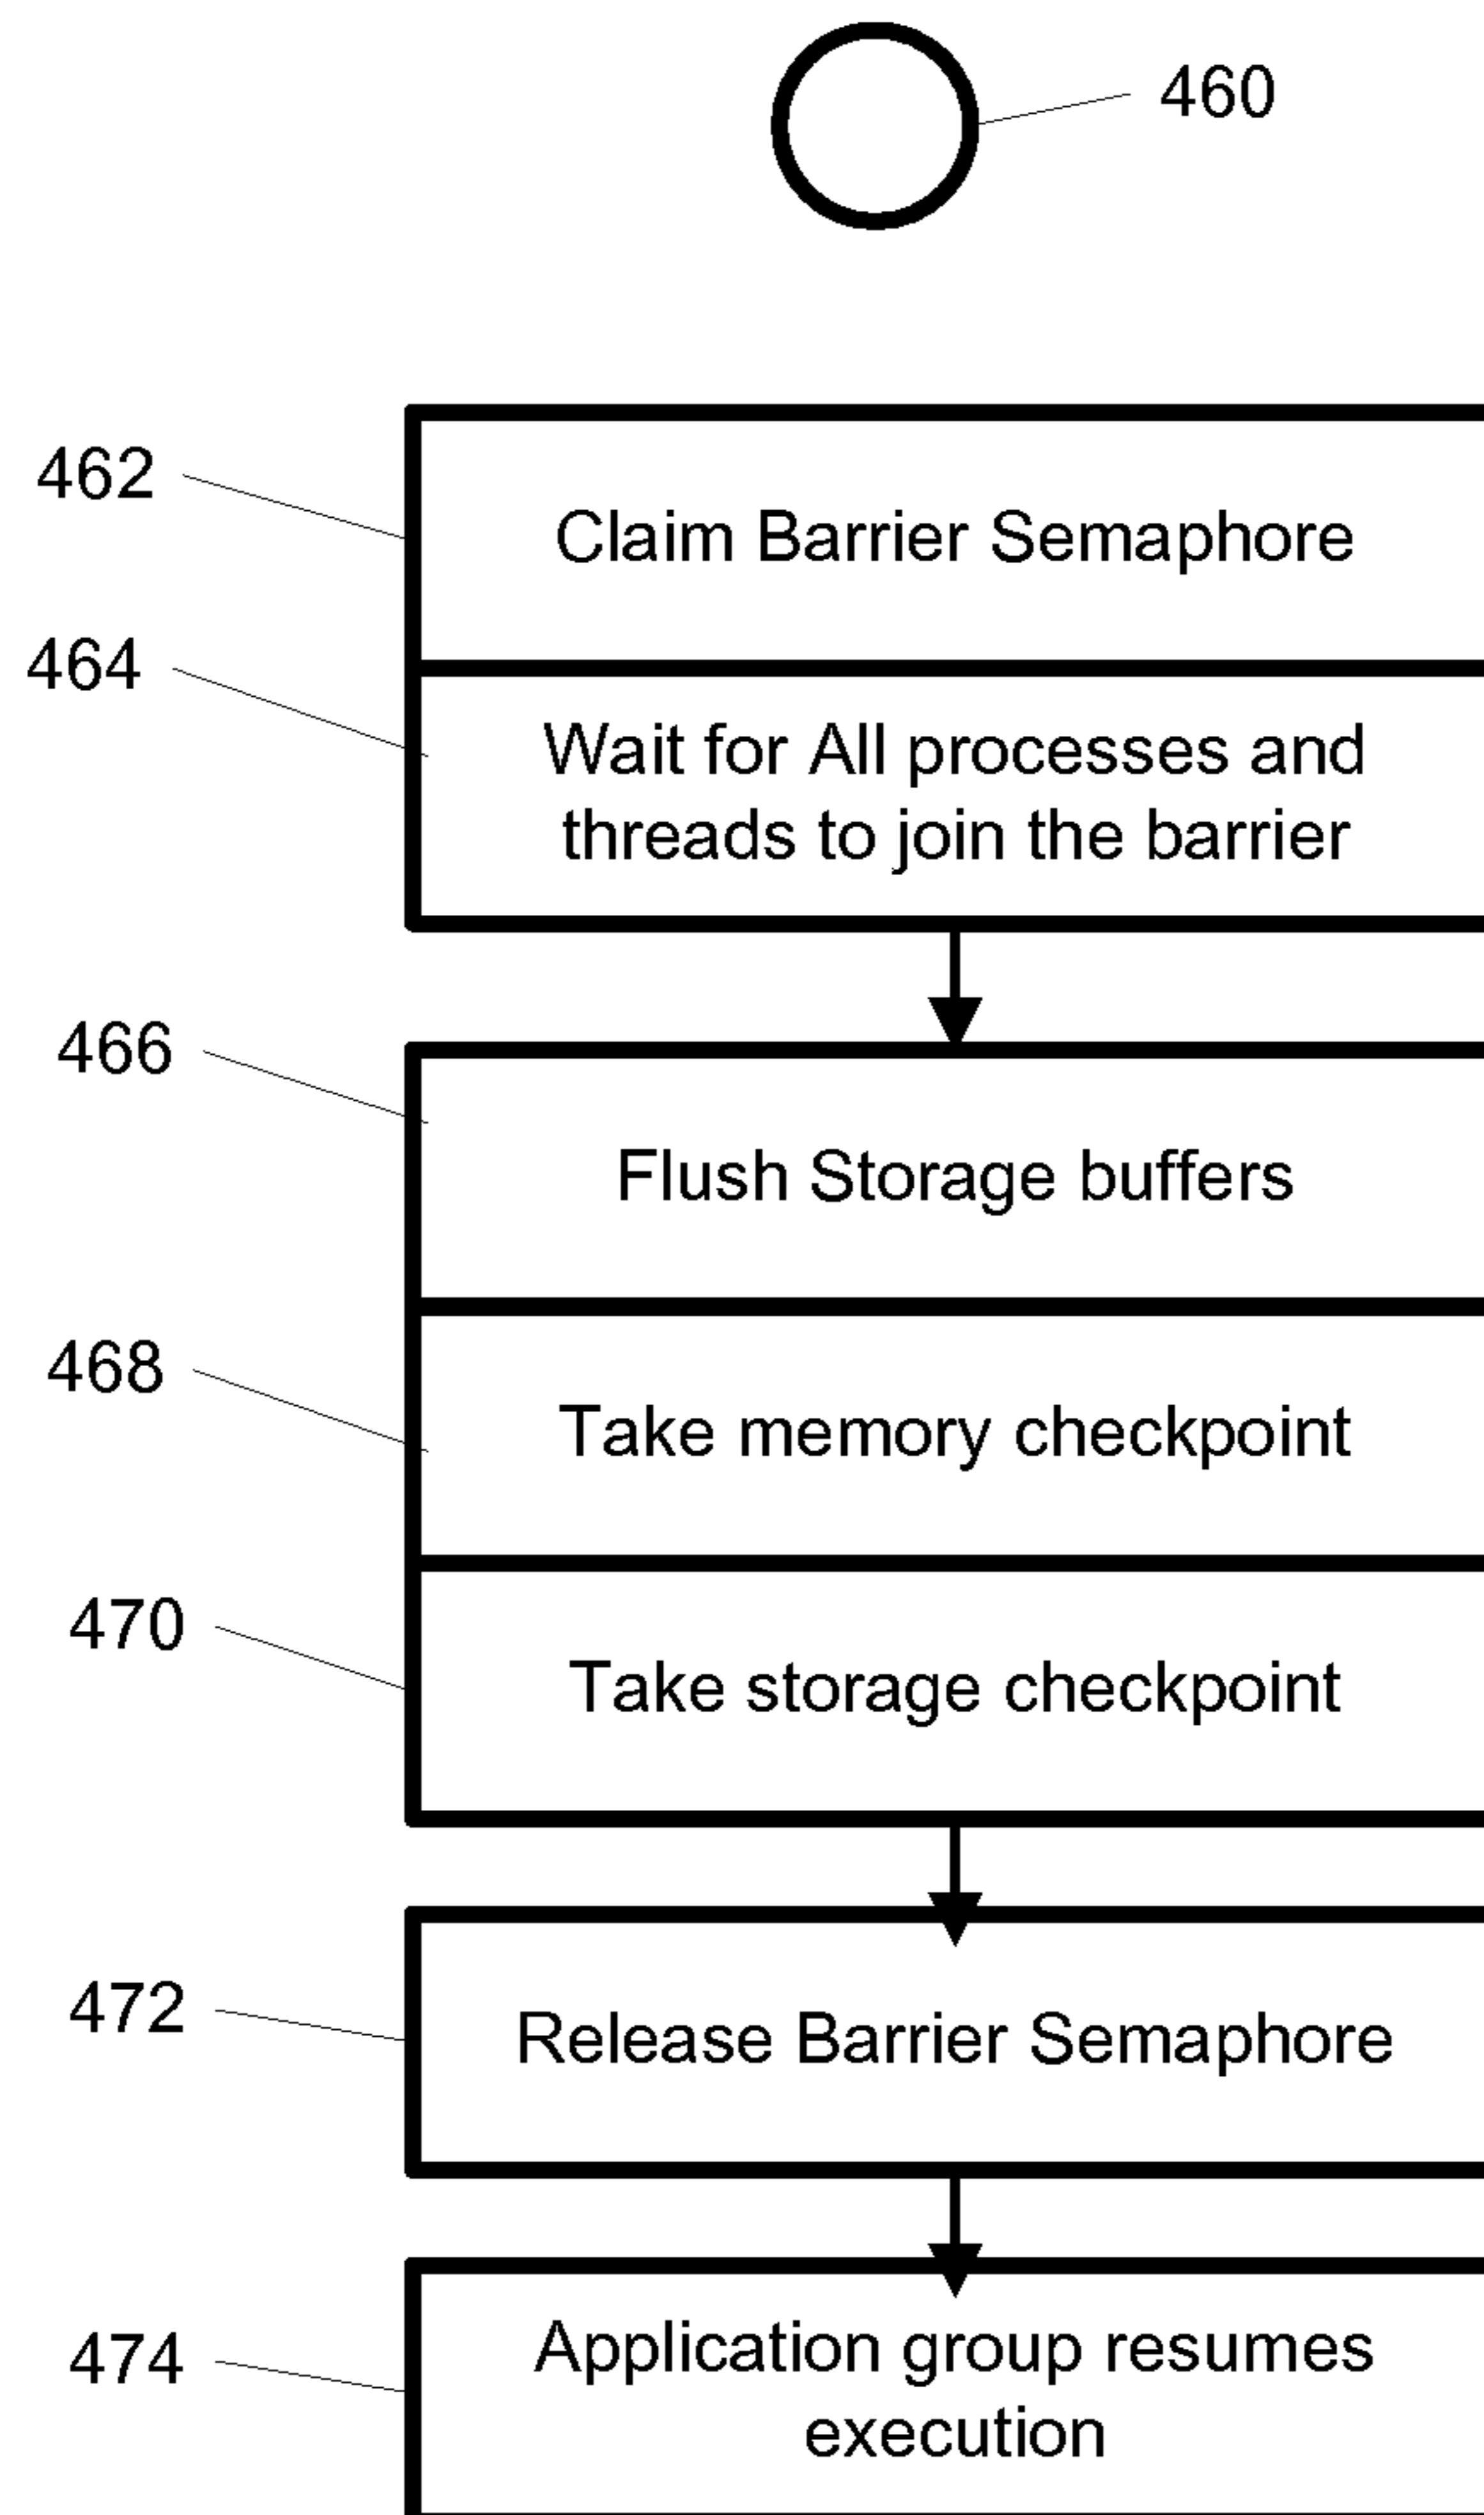 460
462
Claim Barrier Semaphore
464
Wait for All processes and
threads to join the barrier
466
Flush Storage buffers
468
Take memory checkpoint
470
Take storage checkpoint
472
Release Barrier Semaphore
474
Application group resumes
execution